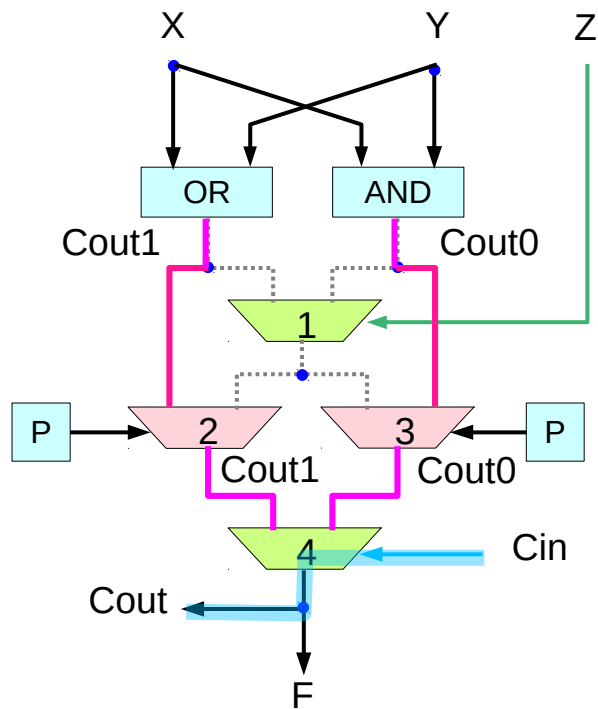 X Y Z
OR AND
Cout1 Cout0
1
P 2 3 P
Cout1 Cout0
4 Cin
Cout
F